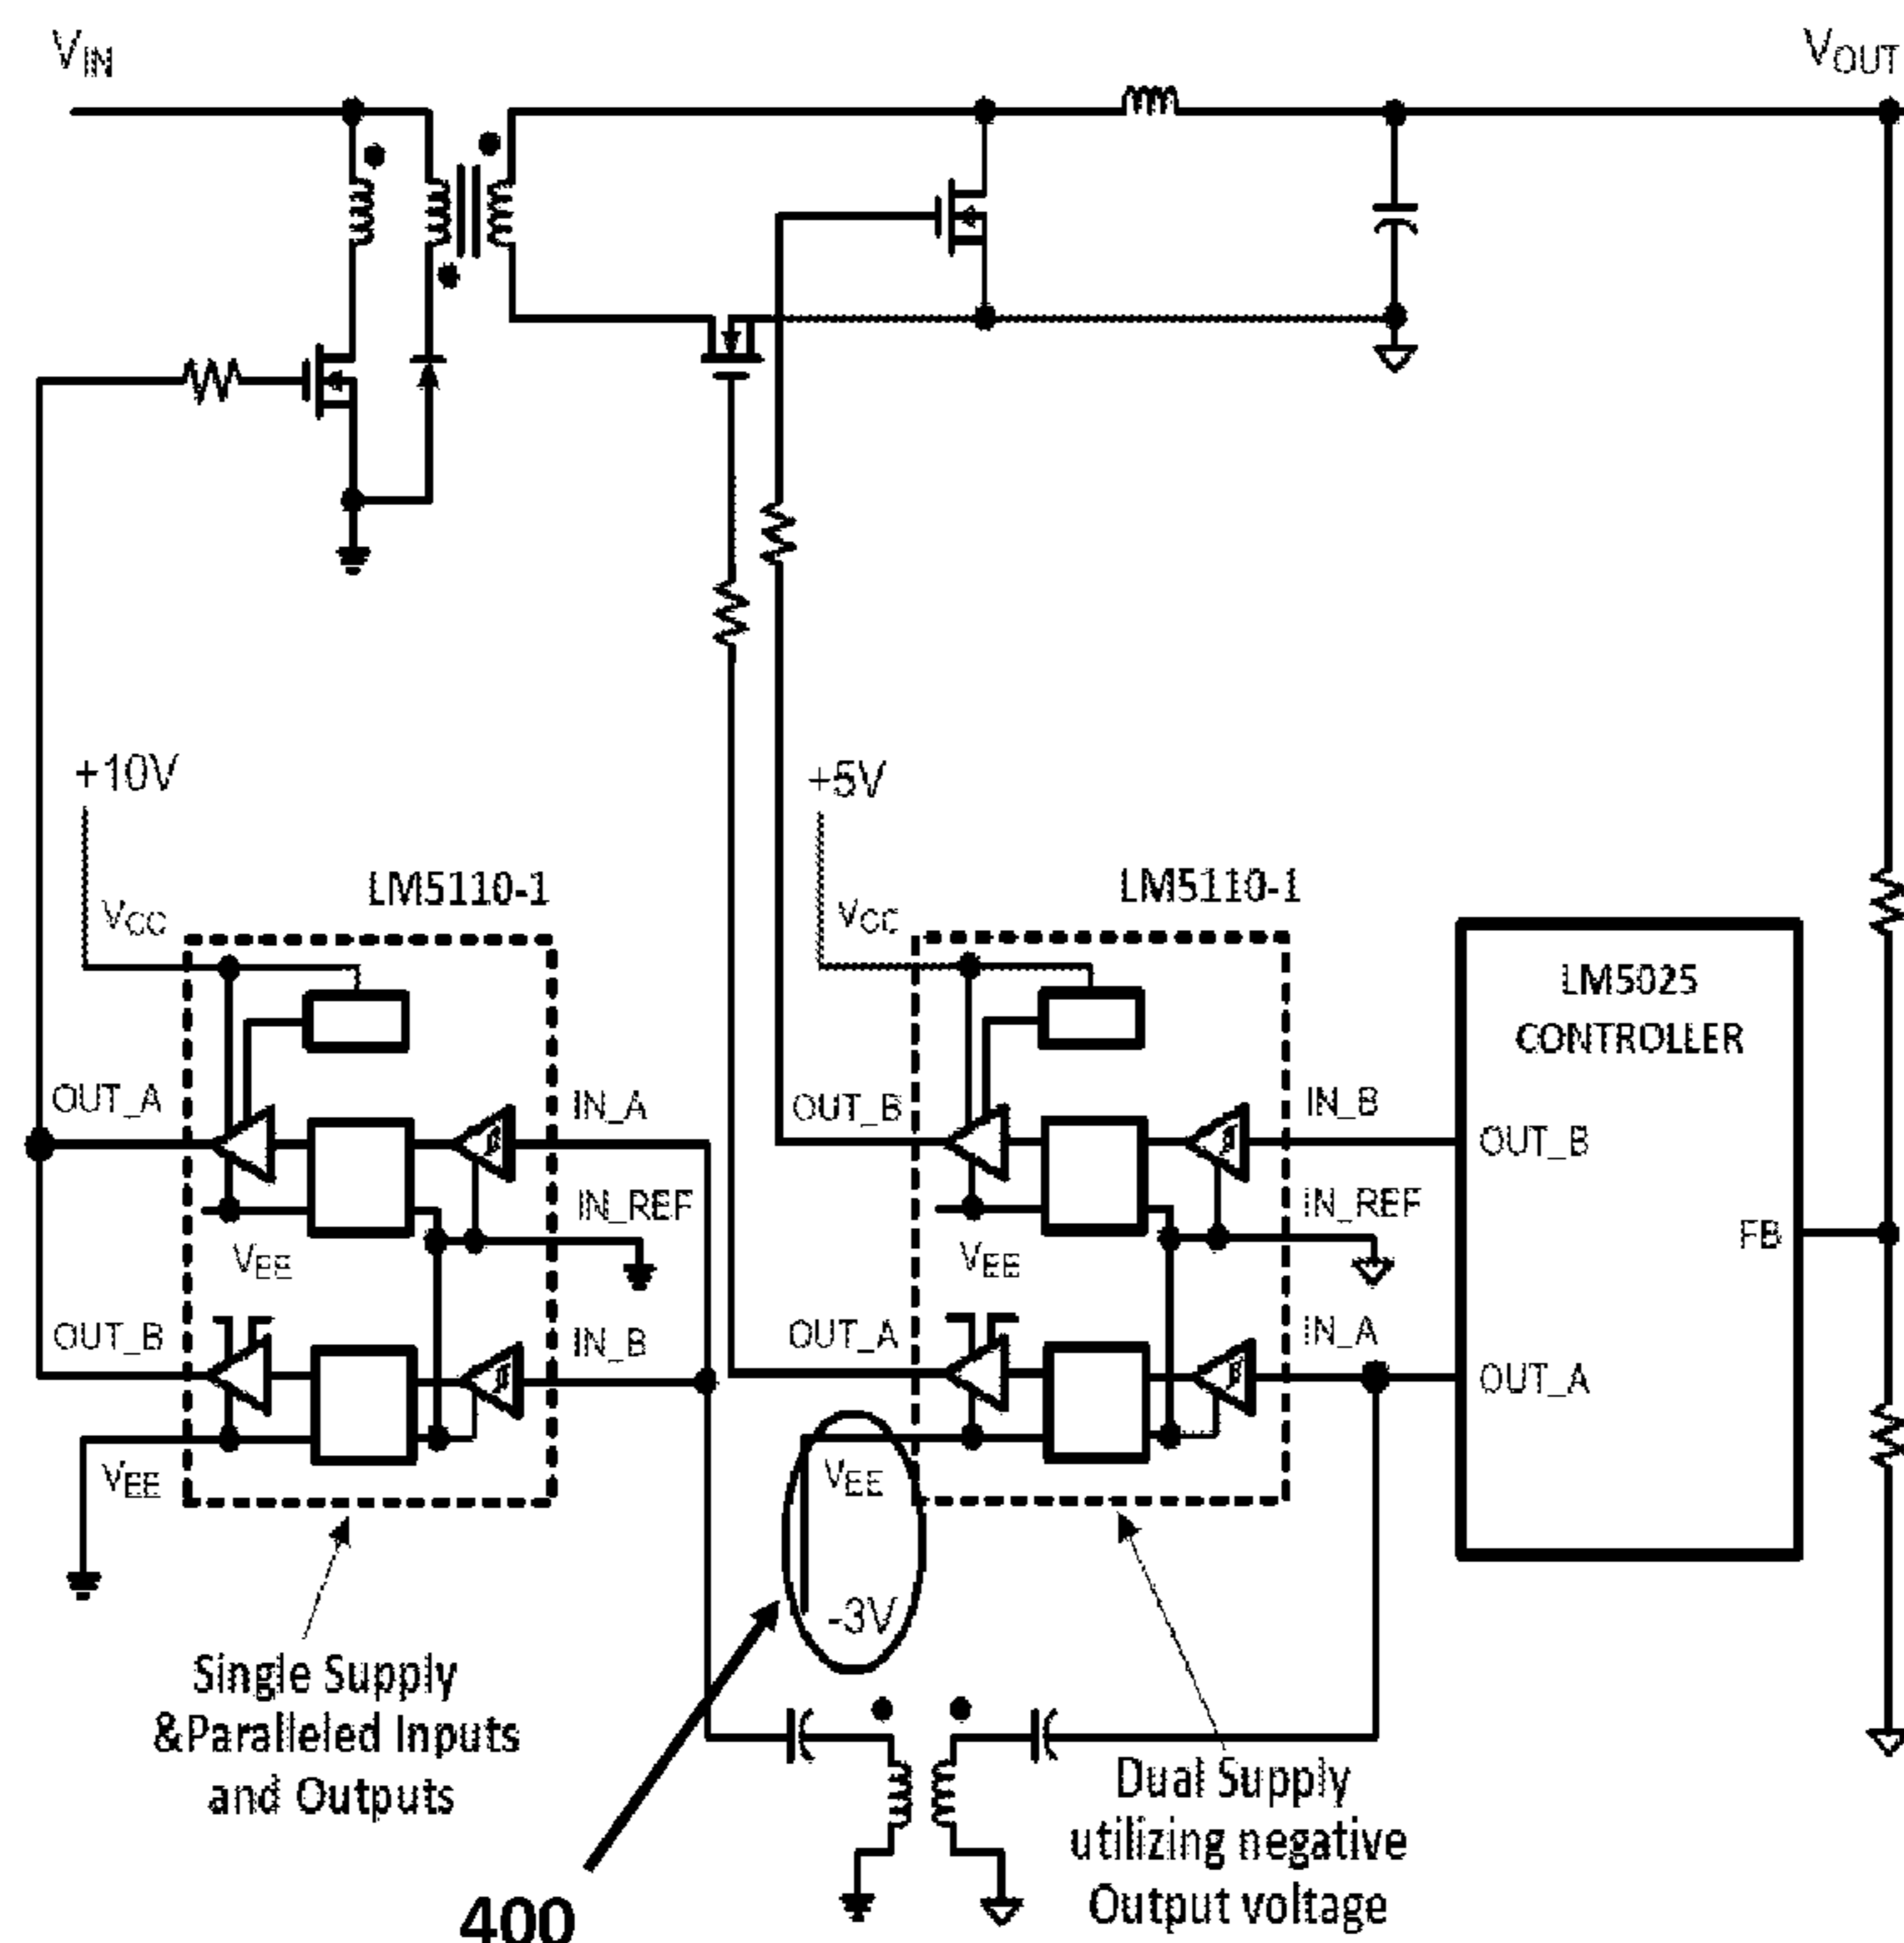 VIN
VOUT
+10V
+5V
LM5110-1
LM5110-1
VCC
VCC
LM5025
CONTROLLER
OUT_A
IN_A
OUT_B
IN_B
OUT_B
IN_REF
IN_REF
FB
VEE
VEE
OUT_B
IN_B
OUT_A
IN_A
OUT_A
VEE
VEE
-3V
Single Supply
&Paralleled Inputs
and Outputs
Dual Supply
utilizing negative
Output voltage
400